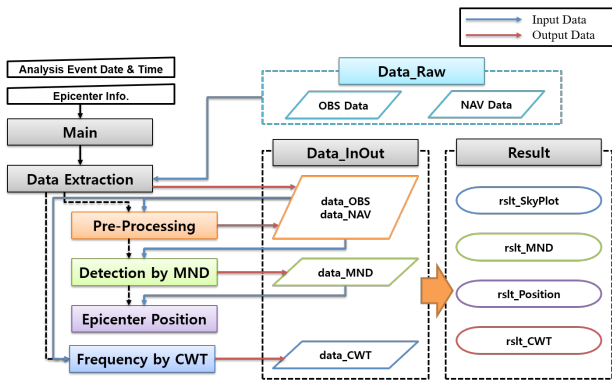 Input Data
Output Data
Analysis Event Date & Time
Epicenter Info.
Main
Data Extraction
Pre-Processing
Detection by MND
Epicenter Position
Frequency by CWT
Data_Raw
OBS Data
NAV Data
Data_InOut
data_OBS
data_NAV
data_MND
data_CWT
Result
rslt_SkyPlot
rslt_MND
rslt_Position
rslt_CWT